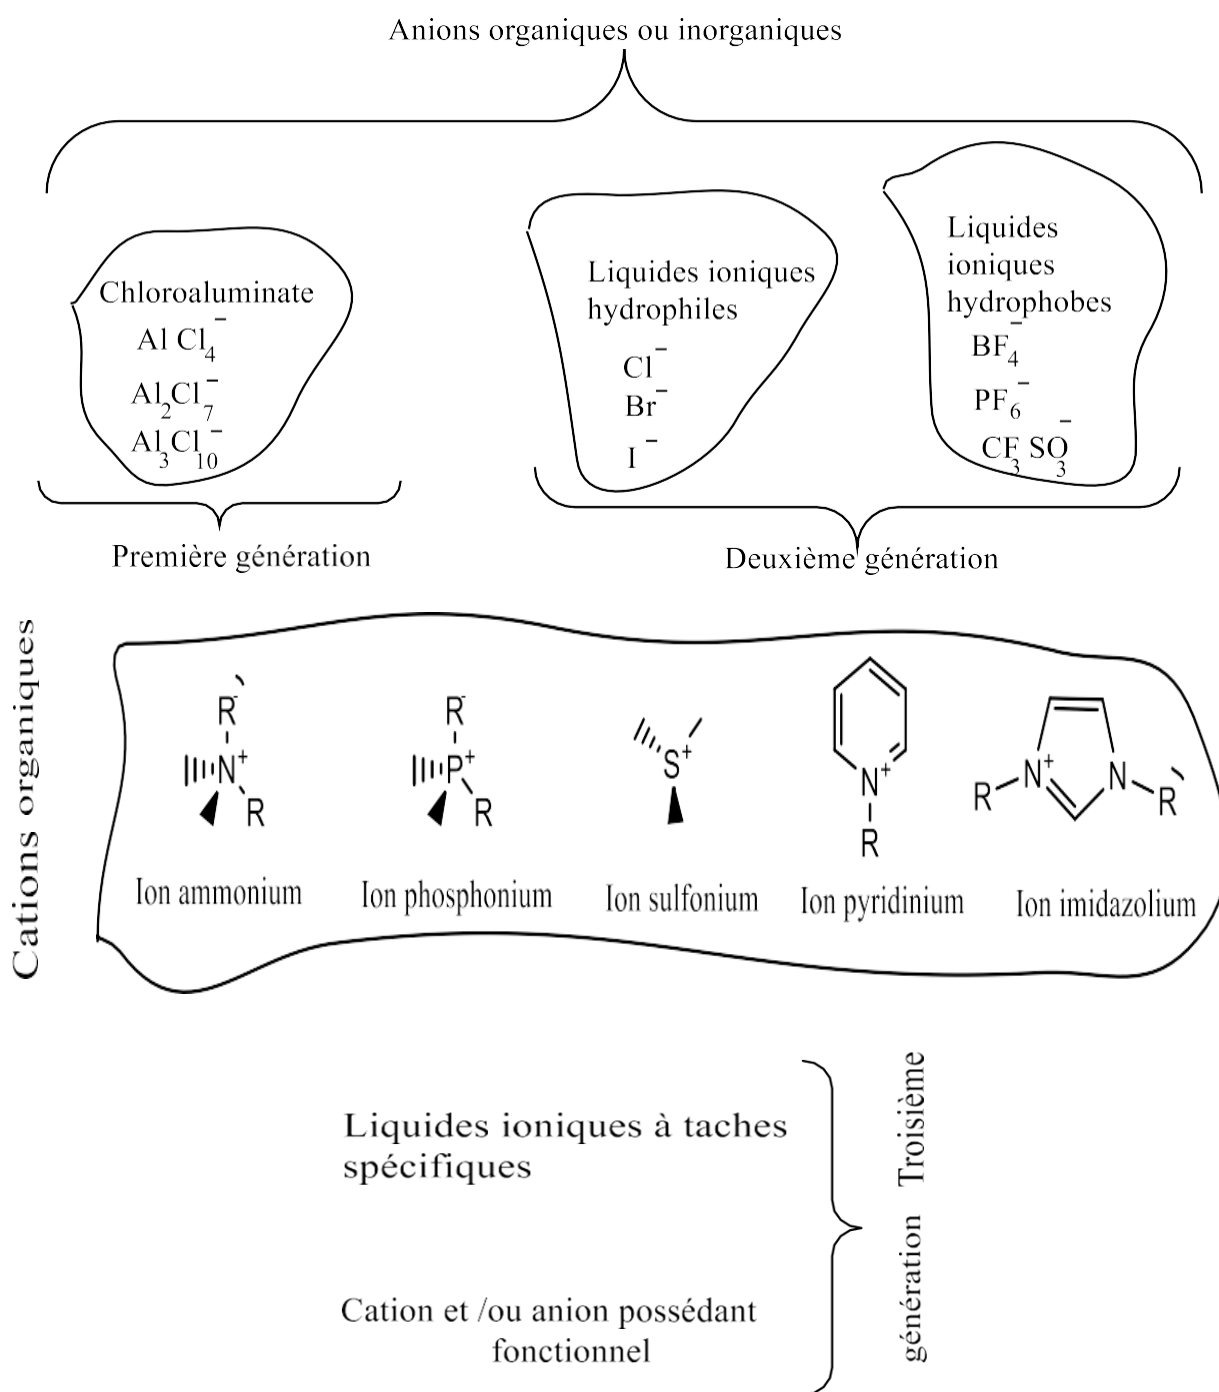 Anions organiques ou inorganiques
Chloroaluminate
Al Cl₄⁻
Al₂Cl₇⁻
Al₃Cl₁₀⁻
Liquides ioniques
hydrophiles
Cl⁻
Br⁻
I⁻
Liquides
ioniques
hydrophobes
BF₄⁻
PF₆⁻
CF₃ SO₃⁻
Première génération
Deuxième génération
Cations organiques
R`
N⁺
R
Ion ammonium
R
P⁺
R
Ion phosphonium
S⁺
Ion sulfonium
N⁺
R
Ion pyridinium
R N⁺ N R`
Ion imidazolium
Liquides ioniques à taches
spécifiques
Cation et /ou anion possédant
fonctionnel
Troisième
génération